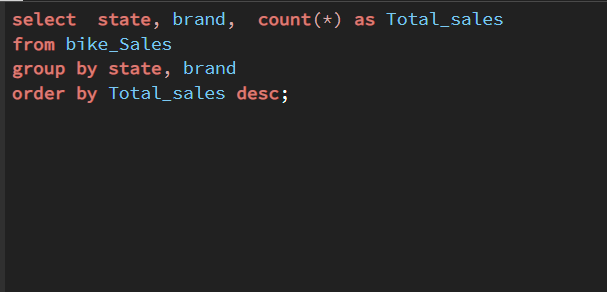 select  state, brand,  count(*) as Total_sales
from bike_Sales
group by state, brand
order by Total_sales desc;